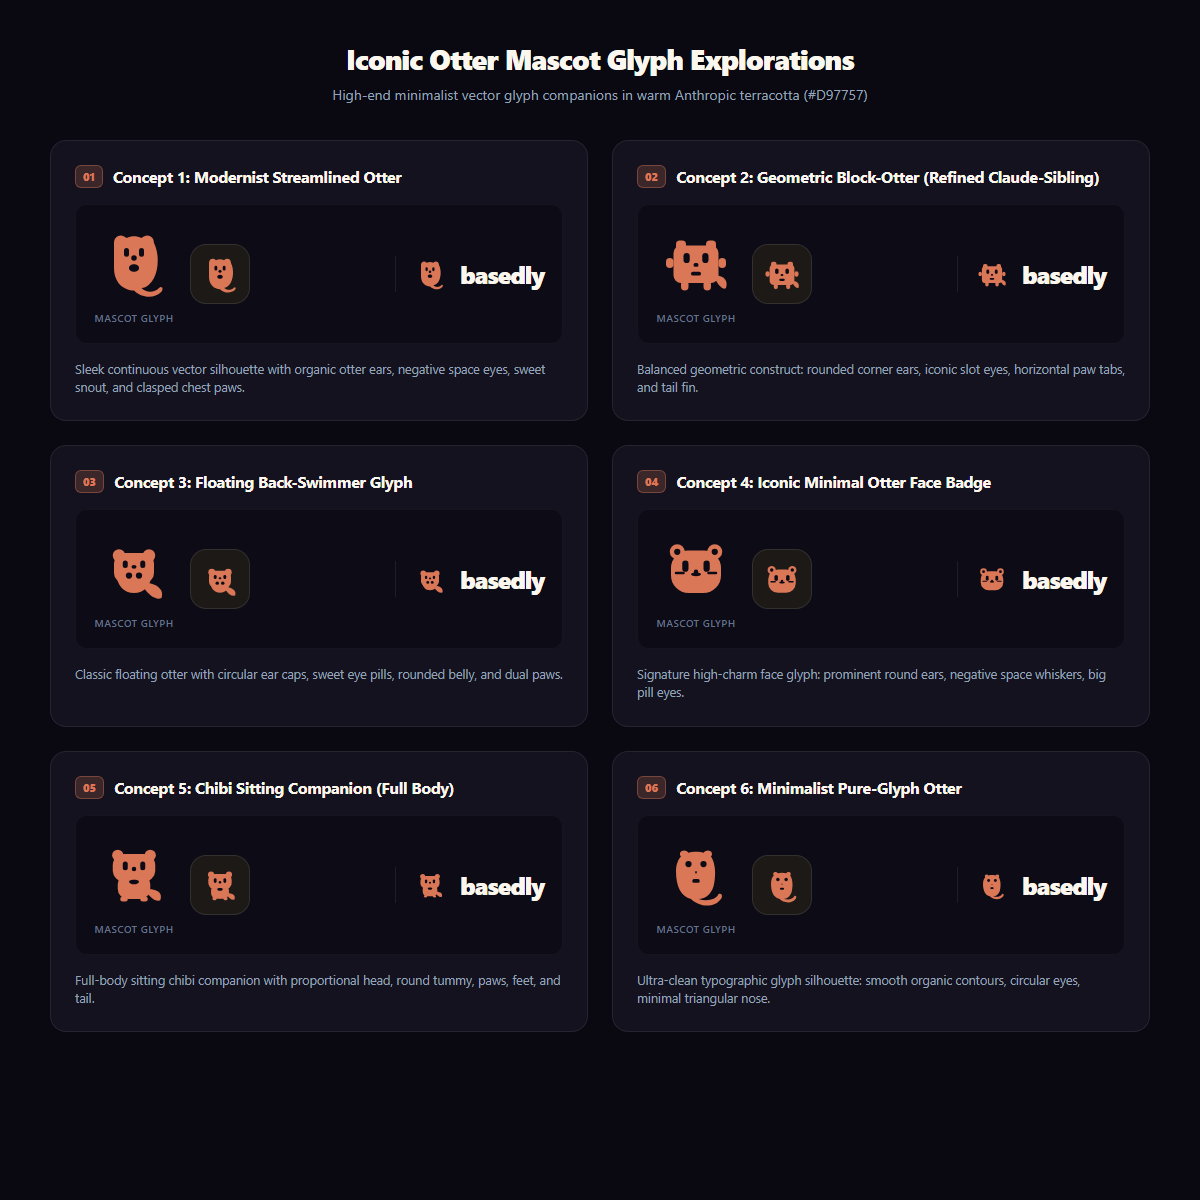 Iconic Otter Mascot Glyph Explorations
High-end minimalist vector glyph companions in warm Anthropic terracotta (#D97757)
01 Concept 1: Modernist Streamlined Otter
basedly
MASCOT GLYPH
Sleek continuous vector silhouette with organic otter ears, negative space eyes, sweet
snout, and clasped chest paws.
02 Concept 2: Geometric Block-Otter (Refined Claude-Sibling)
basedly
MASCOT GLYPH
Balanced geometric construct: rounded corner ears, iconic slot eyes, horizontal paw tabs,
and tail fin.
03 Concept 3: Floating Back-Swimmer Glyph
basedly
MASCOT GLYPH
Classic floating otter with circular ear caps, sweet eye pills, rounded belly, and dual paws.
04 Concept 4: Iconic Minimal Otter Face Badge
basedly
MASCOT GLYPH
Signature high-charm face glyph: prominent round ears, negative space whiskers, big
pill eyes.
05 Concept 5: Chibi Sitting Companion (Full Body)
basedly
MASCOT GLYPH
Full-body sitting chibi companion with proportional head, round tummy, paws, feet, and
tail.
06 Concept 6: Minimalist Pure-Glyph Otter
basedly
MASCOT GLYPH
Ultra-clean typographic glyph silhouette: smooth organic contours, circular eyes,
minimal triangular nose.